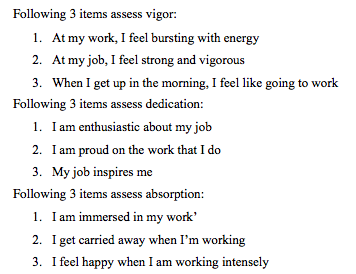 Following 3 items assess vigor:
1. At my work, I feel bursting with energy
2. At my job, I feel strong and vigorous
3. When I get up in the morning, I feel like going to work
Following 3 items assess dedication:
1. I am enthusiastic about my job
2. I am proud on the work that I do
3. My job inspires me
Following 3 items assess absorption:
1. I am immersed in my work’
2. I get carried away when I’m working
3. I feel happy when I am working intensely